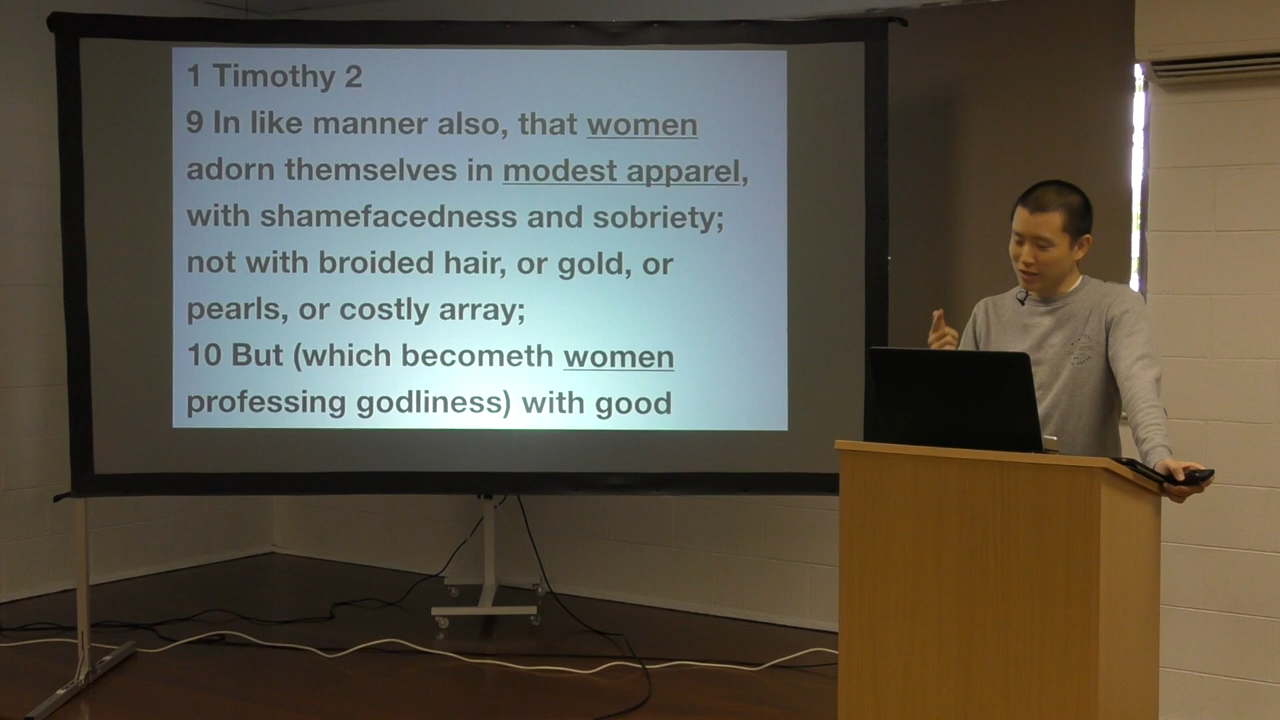 1 Timothy 2
9 In like manner also, that women
adorn themselves in modest apparel,
with shamefacedness and sobriety;
not with broided hair, or gold, or
pearls, or costly array;
10 But (which becometh women
professing godliness) with good